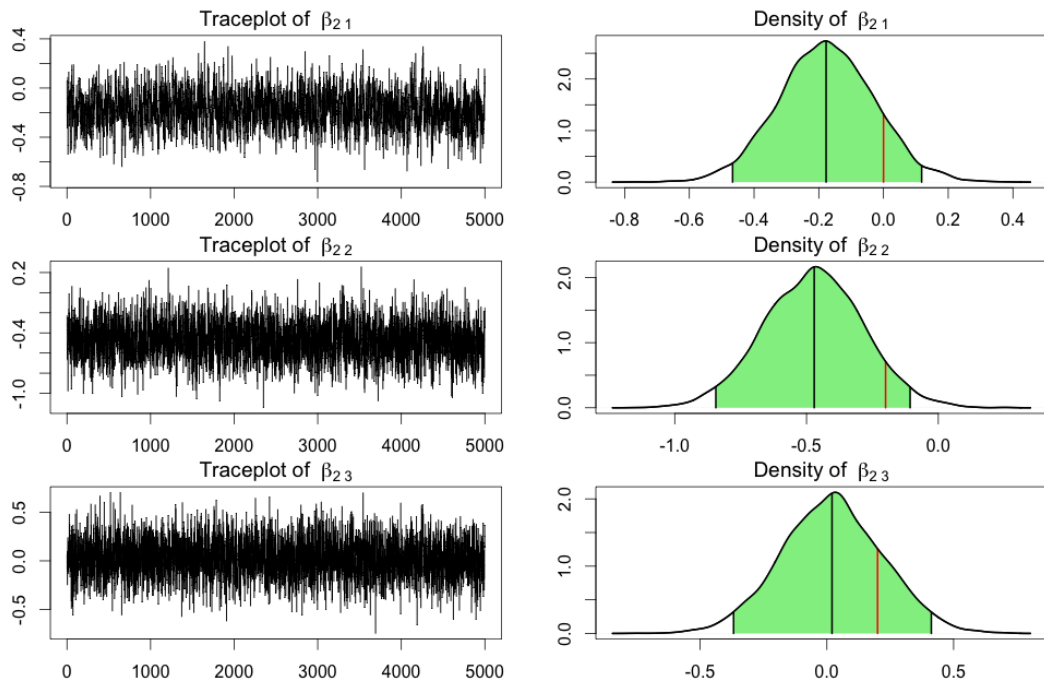 Traceplot of β2 1
0.4
0.0
-0.4
-0.8
0 1000 2000 3000 4000 5000
Density of β2 1
2.0
1.0
0.0
-0.8 -0.6 -0.4 -0.2 0.0 0.2 0.4
Traceplot of β2 2
0.2
-0.4
-1.0
0 1000 2000 3000 4000 5000
Density of β2 2
2.0
1.0
0.0
-1.0 -0.5 0.0
Traceplot of β2 3
0.5
0.0
-0.5
0 1000 2000 3000 4000 5000
Density of β2 3
2.0
1.0
0.0
-0.5 0.0 0.5